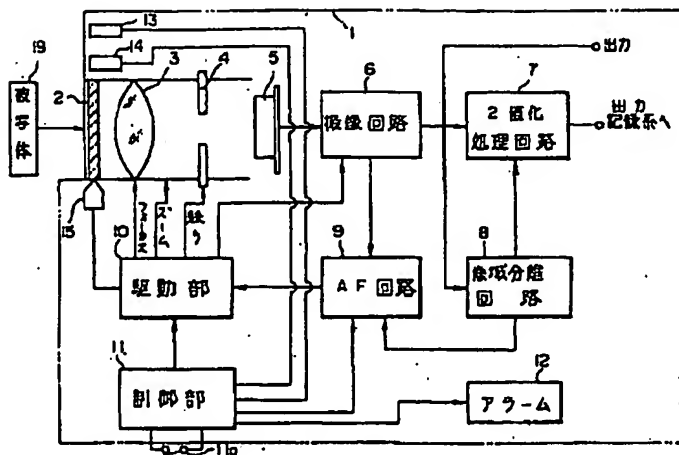 13
1
14
出力
19
2
3
4
5
6
7
被写体
撮像回路
2値化
処理回路
出力
記録系へ
15
フォーカス
ズーム
絞り
10
9
8
駆動部
AF回路
像域分離
回路
11
12
制御部
アラーム
11a